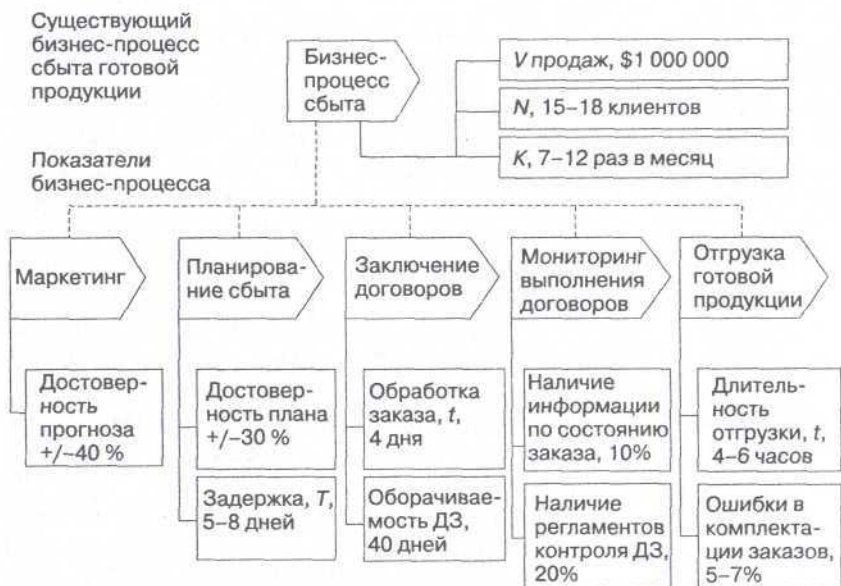 Существующий
бизнес-процесс
сбыта готовой
продукции
Бизнес-
процесс
сбыта
V продаж, $1 000 000
N, 15–18 клиентов
K, 7–12 раз в месяц
Показатели
бизнес-процесса
Маркетинг
Планирова-
ние сбыта
Заключение
договоров
Мониторинг
выполнения
договоров
Отгрузка
готовой
продукции
Достовер-
ность
прогноза
+/–40 %
Достовер-
ность плана
+/–30 %
Задержка, T,
5–8 дней
Обработка
заказа, t,
4 дня
Оборачивае-
мость ДЗ,
40 дней
Наличие
информации
по состоянию
заказа, 10%
Наличие
регламентов
контроля ДЗ,
20%
Длитель-
ность
отгрузки, t,
4–6 часов
Ошибки в
комплекта-
ции заказов,
5–7%